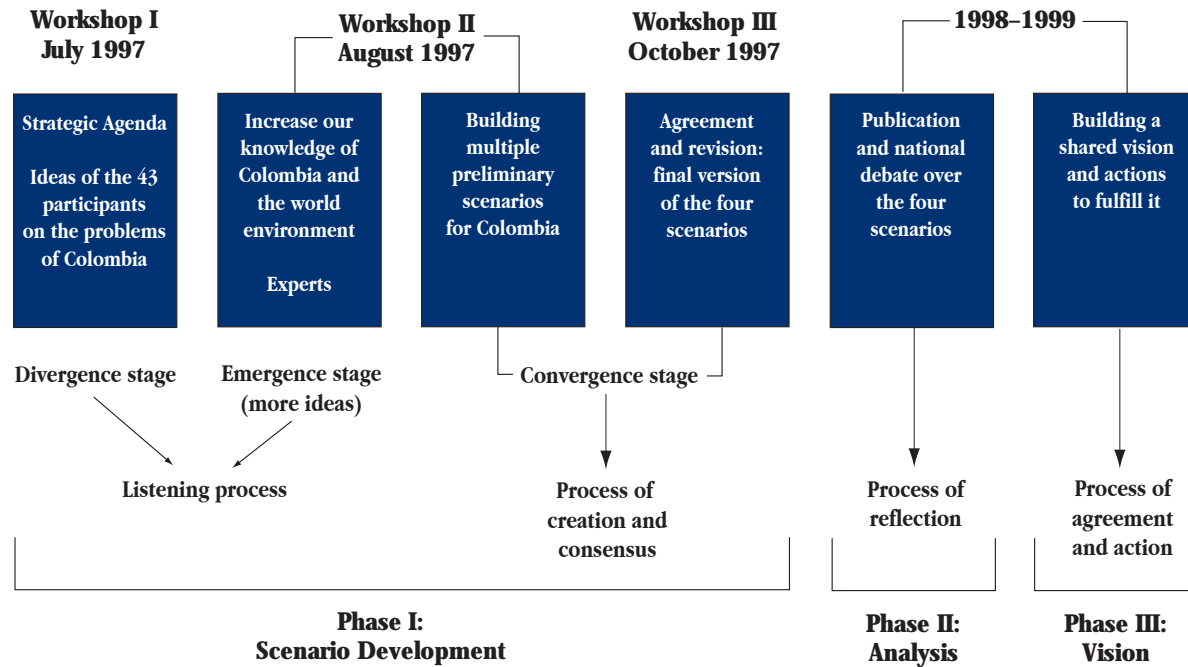 Workshop I
July 1997
Workshop II
August 1997
Workshop III
October 1997
1998–1999
Strategic Agenda
Ideas of the 43
participants
on the problems
of Colombia
Increase our
knowledge of
Colombia and
the world
environment
Experts
Building
multiple
preliminary
scenarios
for Colombia
Agreement
and revision:
final version
of the four
scenarios
Publication
and national
debate over
the four
scenarios
Building a
shared vision
and actions
to fulfill it
Divergence stage
Emergence stage
(more ideas)
Convergence stage
Listening process
Process of
creation and
consensus
Process of
reflection
Process of
agreement
and action
Phase I:
Scenario Development
Phase II:
Analysis
Phase III:
Vision